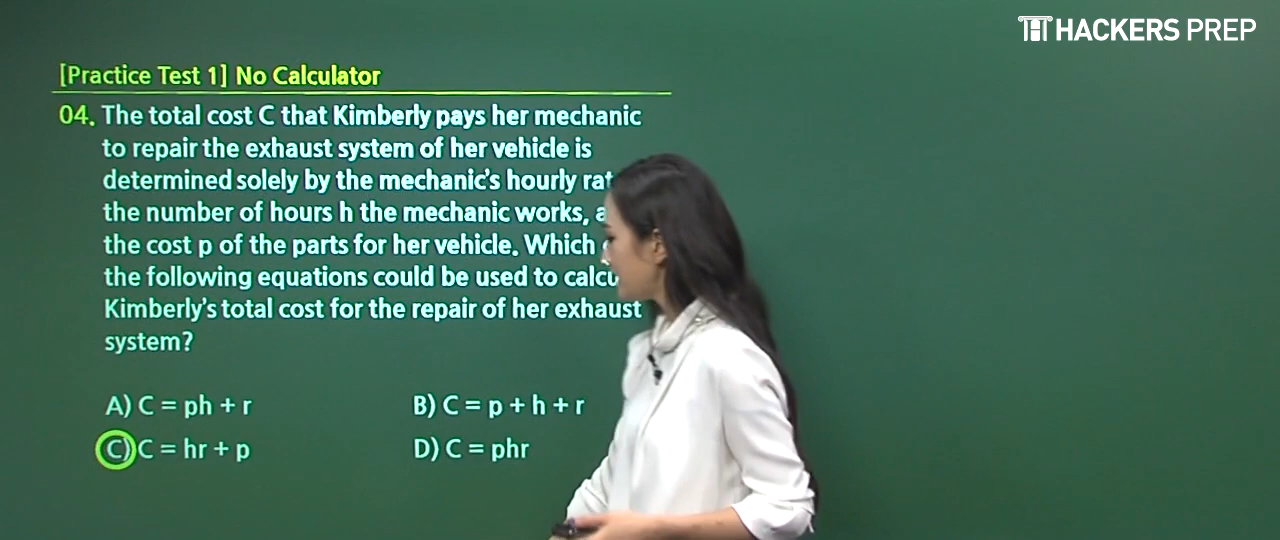 HACKERS PREP
[Practice Test 1] No Calculator
04. The total cost C that Kimberly pays her mechanic
to repair the exhaust system of her vehicle is
determined solely by the mechanic's hourly
the number of hours h the mechanic works,
the cost p of the parts for her vehicle. Which
the following equations could be used to
Kimberly's total cost for the repair of her exhaust
system?
A) C = ph + r B) C = p + h + r
C) C = hr + p D) C = phr